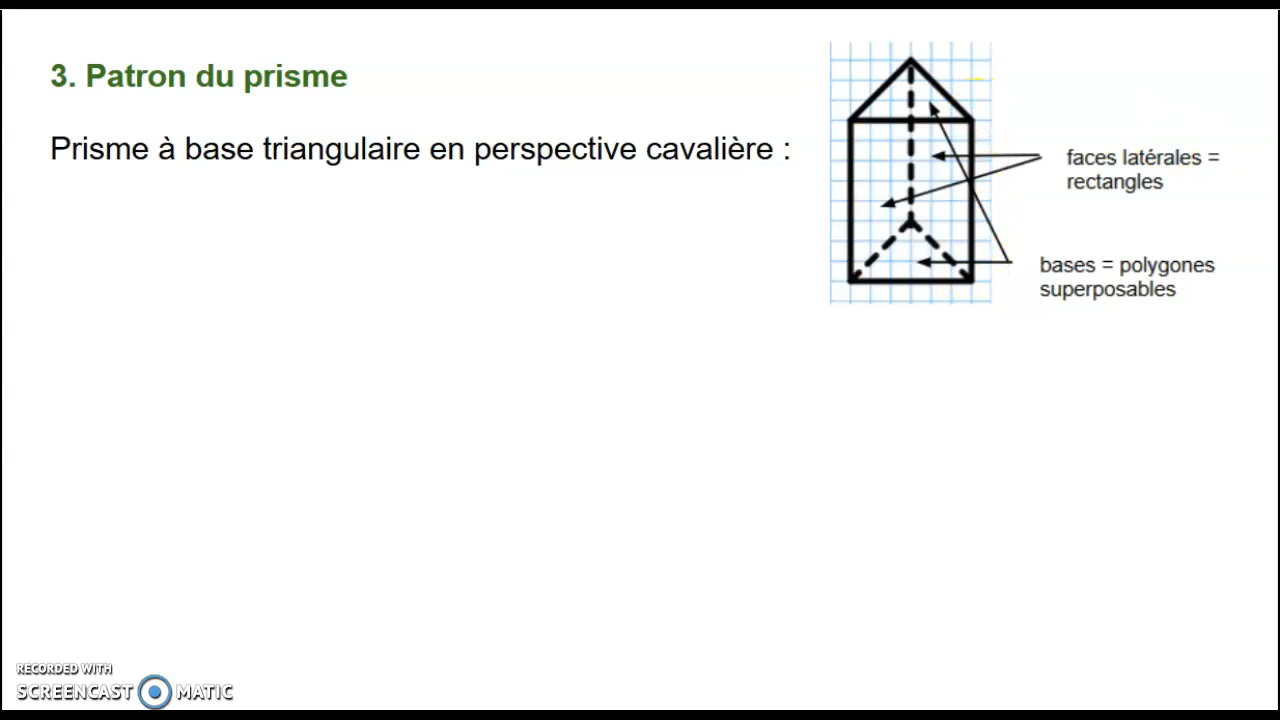 3. Patron du prisme
Prisme à base triangulaire en perspective cavalière :
faces latérales =
rectangles
bases = polygones
superposables
RECORDED WITH
SCREENCAST MATIC